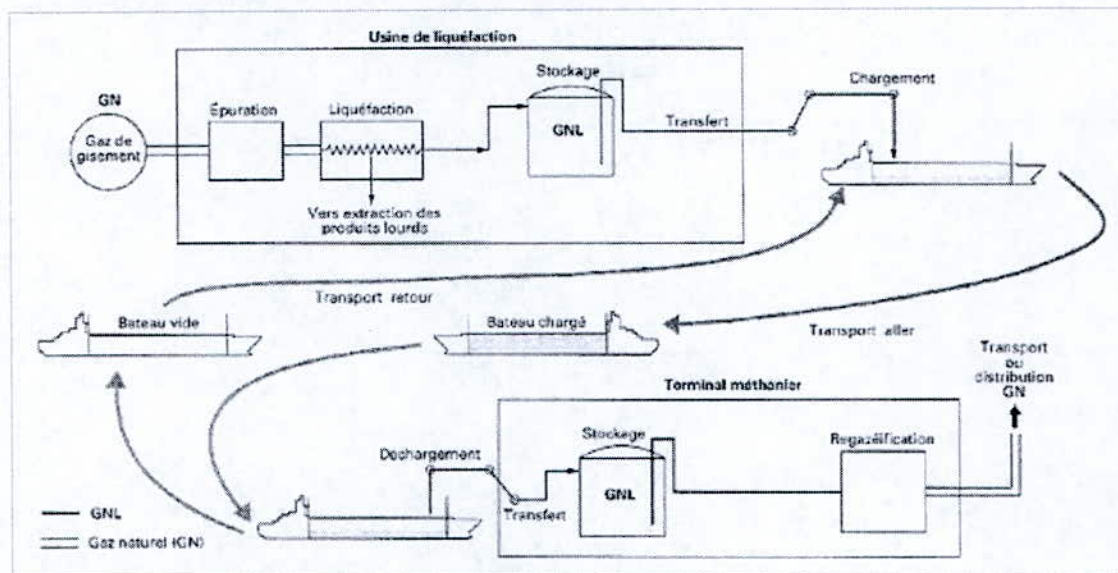 Usine de liquéfaction
GN
Gaz de
gisement
Épuration
Liquéfaction
Vers extraction des
produits lourds
Stockage
GNL
Transfert
Chargement
Transport retour
Bateau vide
Bateau chargé
Transport aller
Terminal méthanier
Transport
ou
distribution
GN
Déchargement
Transfert
Stockage
GNL
Regazéification
GNL
Gaz naturel (GN)